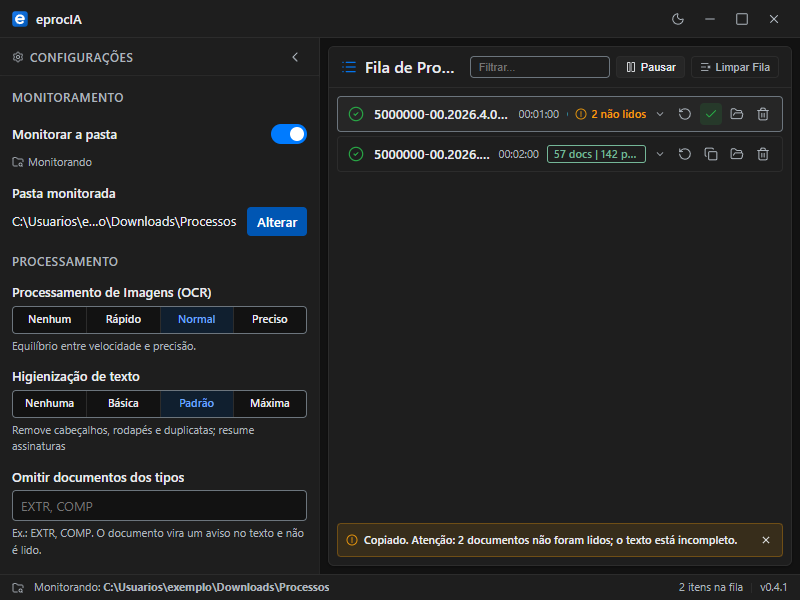 eprocIA
CONFIGURAÇÕES
MONITORAMENTO
Monitorar a pasta
Monitorando
Pasta monitorada
C:\Usuarios\e...o\Downloads\Processos
Alterar
PROCESSAMENTO
Processamento de Imagens (OCR)
Nenhum Rápido Normal Preciso
Equilíbrio entre velocidade e precisão.
Higienização de texto
Nenhuma Básica Padrão Máxima
Remove cabeçalhos, rodapés e duplicatas; resume
assinaturas
Omitir documentos dos tipos
EXTR, COMP
Ex.: EXTR, COMP. O documento vira um aviso no texto e não
é lido.
Fila de Pro...
Filtrar...
Pausar
Limpar Fila
5000000-00.2026.4.0... 00:01:00 2 não lidos
5000000-00.2026.... 00:02:00 57 docs | 142 p...
Copiado. Atenção: 2 documentos não foram lidos; o texto está incompleto.
Monitorando: C:\Usuarios\exemplo\Downloads\Processos
2 itens na fila
v0.4.1